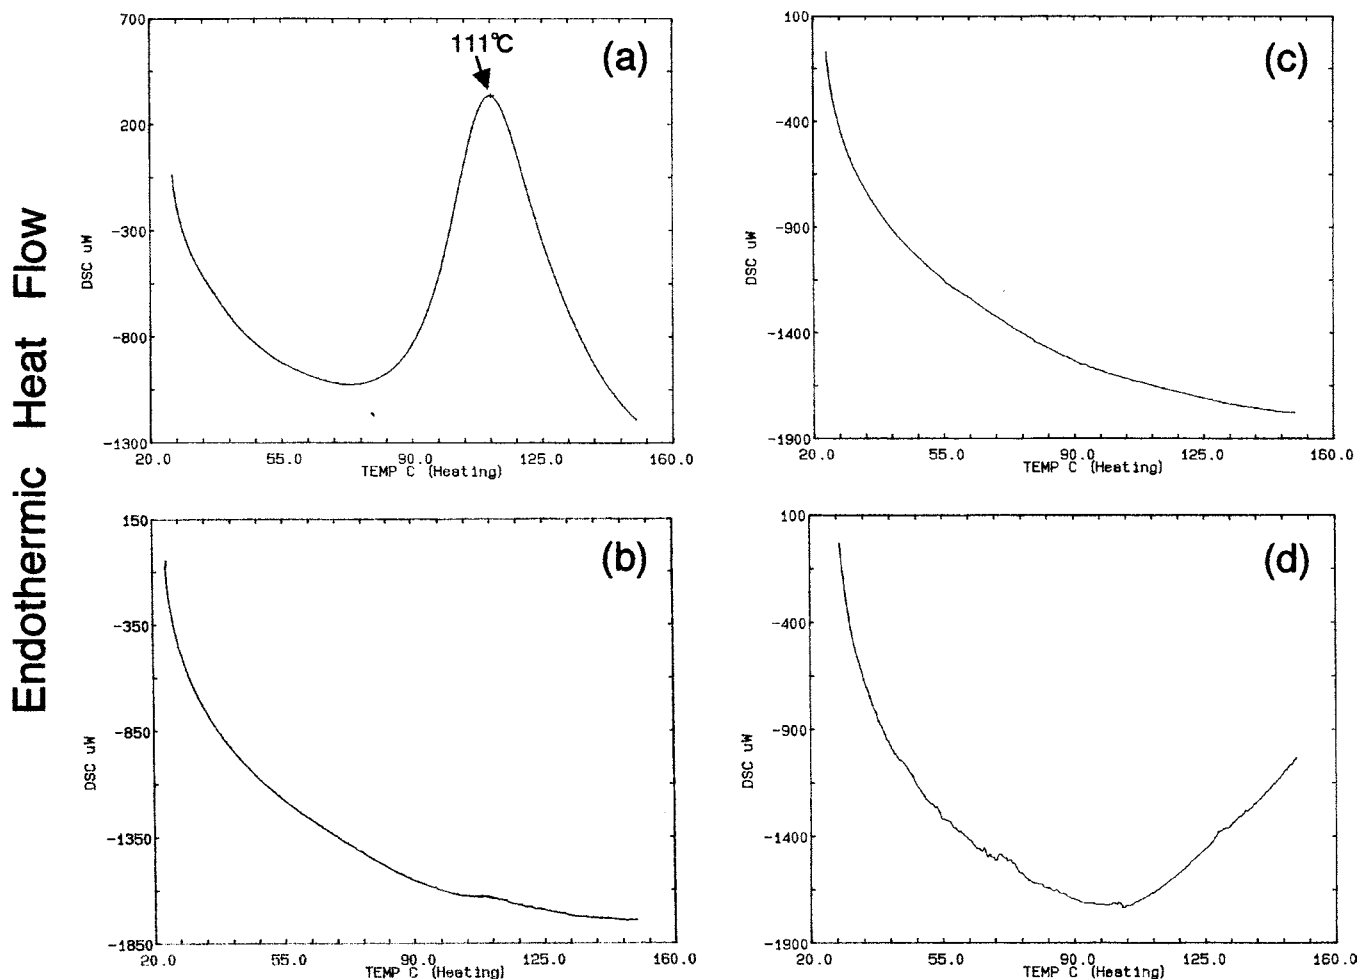 Endothermic Heat Flow
(a)
111°C
700
200
-300
-800
-1300
DSC uW
20.0 55.0 90.0 125.0 160.0
TEMP C (Heating)
(c)
100
-400
-900
-1400
-1900
DSC uW
20.0 55.0 90.0 125.0 160.0
TEMP C (Heating)
(b)
150
-350
-850
-1350
-1850
DSC uW
20.0 55.0 90.0 125.0 160.0
TEMP C (Heating)
(d)
100
-400
-900
-1400
-1900
DSC uW
20.0 55.0 90.0 125.0 160.0
TEMP C (Heating)